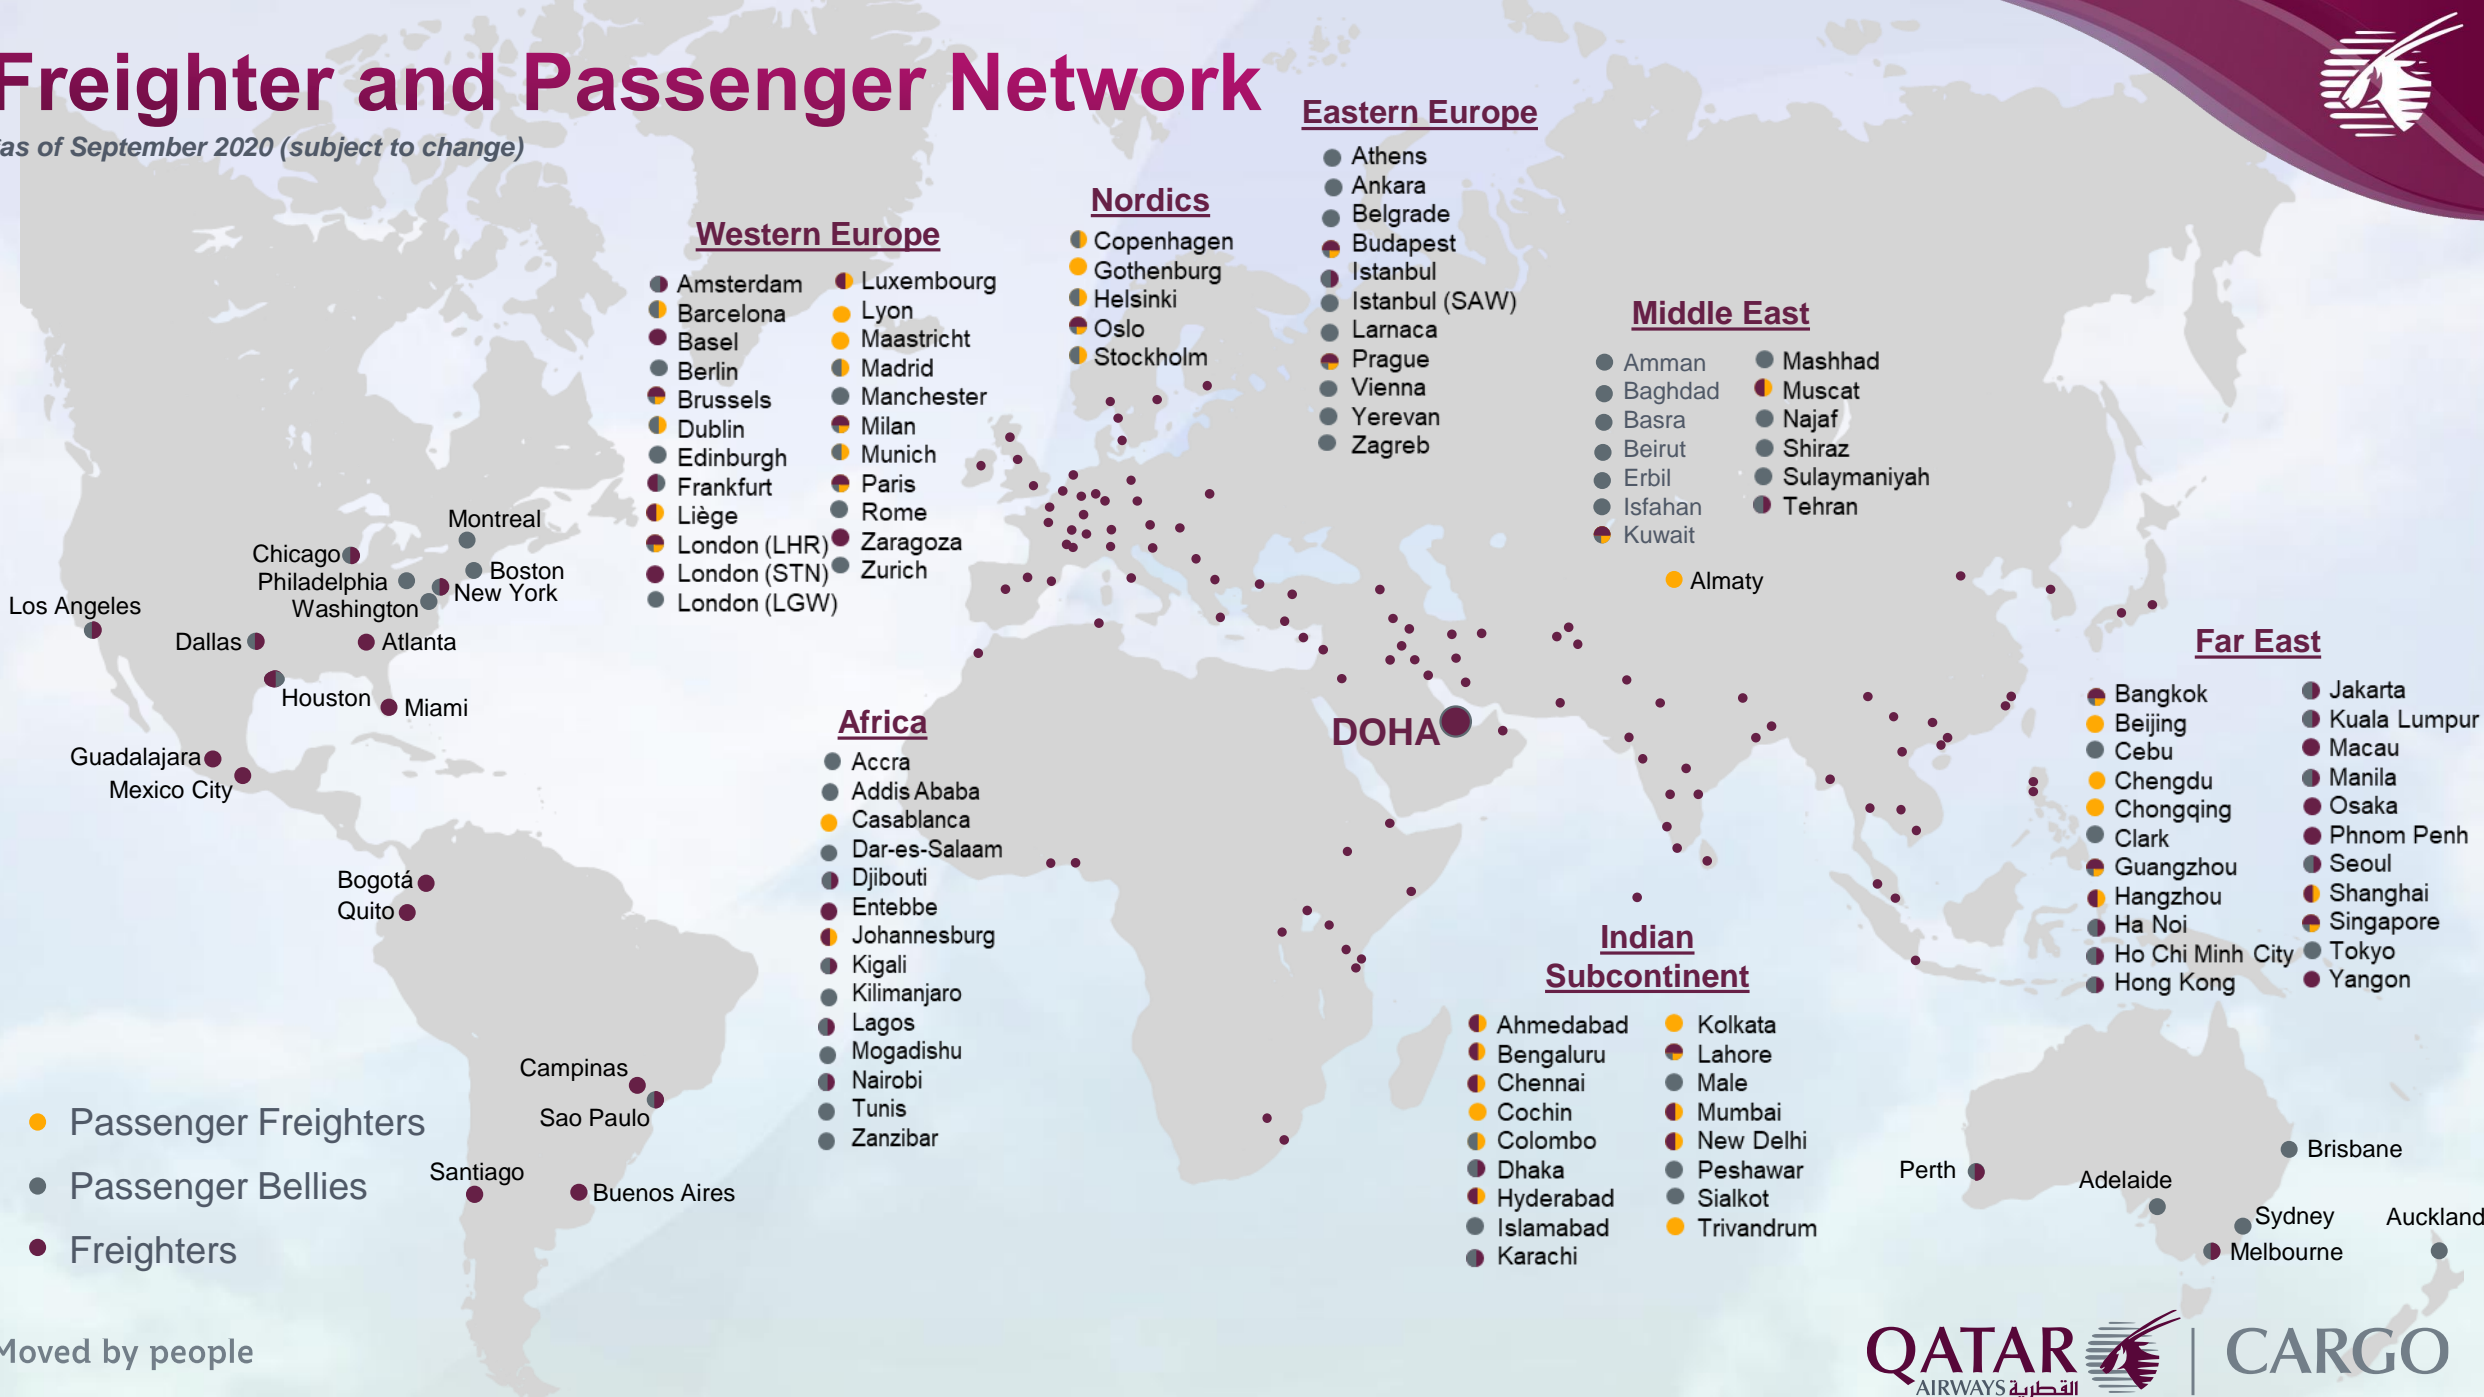 Freighter and Passenger Network
as of September 2020 (subject to change)
Western Europe
Amsterdam
Barcelona
Basel
Berlin
Brussels
Dublin
Edinburgh
Frankfurt
Liège
London (LHR)
London (STN)
London (LGW)
Luxembourg
Lyon
Maastricht
Madrid
Manchester
Milan
Munich
Paris
Rome
Zaragoza
Zurich
Nordics
Copenhagen
Gothenburg
Helsinki
Oslo
Stockholm
Eastern Europe
Athens
Ankara
Belgrade
Budapest
Istanbul
Istanbul (SAW)
Larnaca
Prague
Vienna
Yerevan
Zagreb
Middle East
Amman
Baghdad
Basra
Beirut
Erbil
Isfahan
Kuwait
Mashhad
Muscat
Najaf
Shiraz
Sulaymaniyah
Tehran
Almaty
Montreal
Chicago
Philadelphia
Boston
New York
Washington
Los Angeles
Dallas
Atlanta
Houston
Miami
Guadalajara
Mexico City
Bogotá
Quito
Campinas
Sao Paulo
Santiago
Buenos Aires
DOHA
Africa
Accra
Addis Ababa
Casablanca
Dar-es-Salaam
Djibouti
Entebbe
Johannesburg
Kigali
Kilimanjaro
Lagos
Mogadishu
Nairobi
Tunis
Zanzibar
Indian
Subcontinent
Ahmedabad
Bengaluru
Chennai
Cochin
Colombo
Dhaka
Hyderabad
Islamabad
Karachi
Kolkata
Lahore
Male
Mumbai
New Delhi
Peshawar
Sialkot
Trivandrum
Far East
Bangkok
Beijing
Cebu
Chengdu
Chongqing
Clark
Guangzhou
Hangzhou
Ha Noi
Ho Chi Minh City
Hong Kong
Jakarta
Kuala Lumpur
Macau
Manila
Osaka
Phnom Penh
Seoul
Shanghai
Singapore
Tokyo
Yangon
Perth
Adelaide
Brisbane
Sydney
Melbourne
Auckland
Passenger Freighters
Passenger Bellies
Freighters
Moved by people
QATAR
AIRWAYS القطرية
CARGO